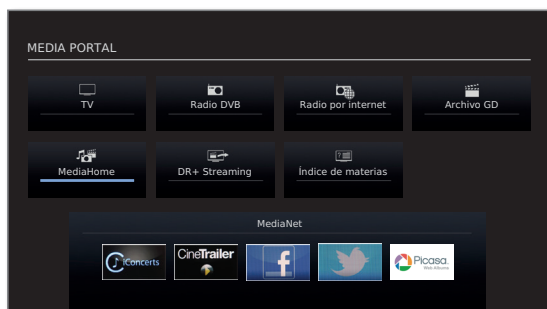 MEDIA PORTAL
TV
Radio DVB
Radio por internet
Archivo GD
MediaHome
DR+ Streaming
Índice de materias
MediaNet
iConcerts
CineTrailer
f
Picasa.
Web Albums